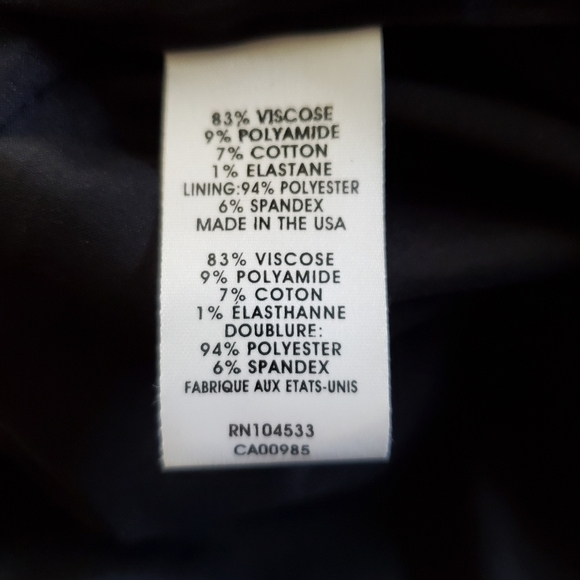 83% VISCOSE
9% POLYAMIDE
7% COTTON
1% ELASTANE
LINING:94% POLYESTER
6% SPANDEX
MADE IN THE USA
83% VISCOSE
9% POLYAMIDE
7% COTON
1% ÉLASTHANNE
DOUBLURE:
94% POLYESTER
6% SPANDEX
FABRIQUE AUX ETATS-UNIS
RN104533
CA00985